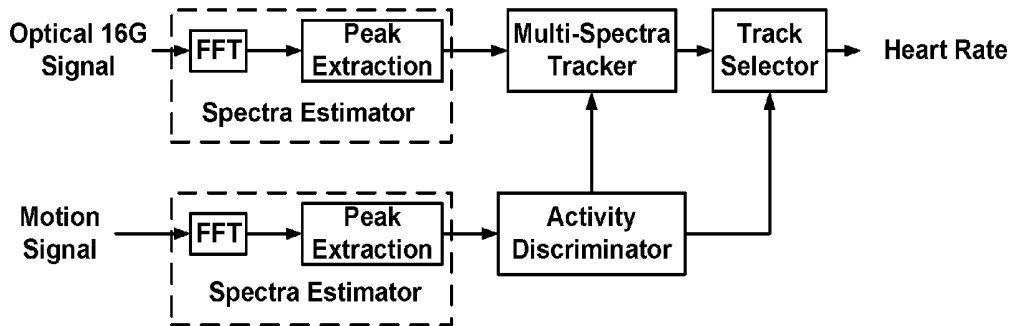 Optical 16G
Signal
FFT
Peak
Extraction
Spectra Estimator
Multi-Spectra
Tracker
Track
Selector
Heart Rate
Motion
Signal
FFT
Peak
Extraction
Spectra Estimator
Activity
Discriminator